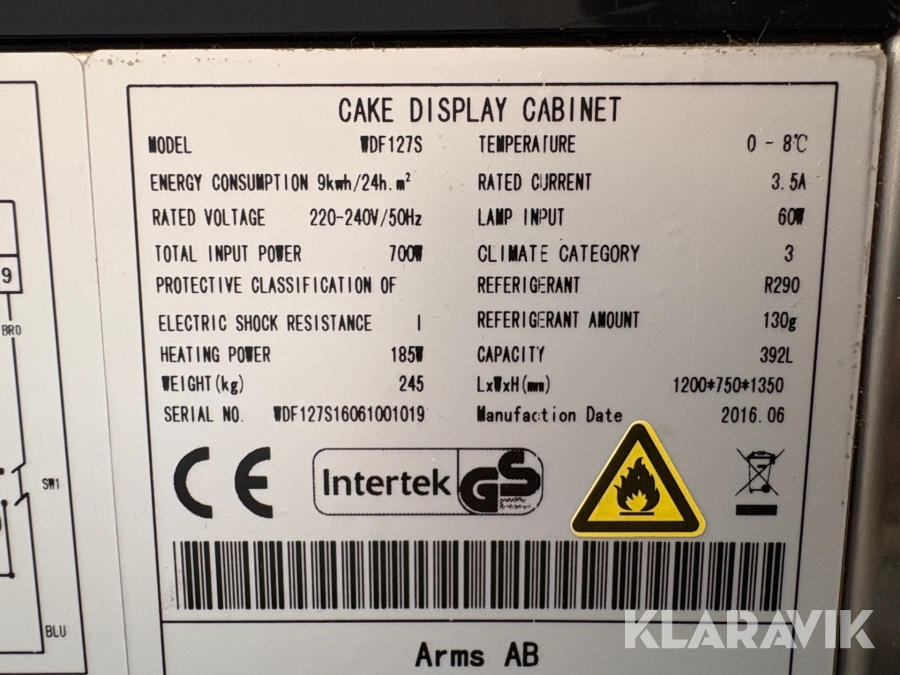 CAKE DISPLAY CABINET
MODEL WDF127S TEMPERATURE 0 - 8℃
ENERGY CONSUMPTION 9kwh/24h.m² RATED CURRENT 3.5A
RATED VOLTAGE 220-240V/50Hz LAMP INPUT 60W
TOTAL INPUT POWER 700W CLIMATE CATEGORY 3
PROTECTIVE CLASSIFICATION OF REFERIGERANT R290
ELECTRIC SHOCK RESISTANCE I REFERIGERANT AMOUNT 130g
HEATING POWER 185W CAPACITY 392L
WEIGHT(kg) 245 LxWxH(mm) 1200*750*1350
SERIAL NO. WDF127S16061001019 Manufaction Date 2016.06
CE Intertek GS
Arms AB
9
BRO
SW1
BLU
KLARAVIK